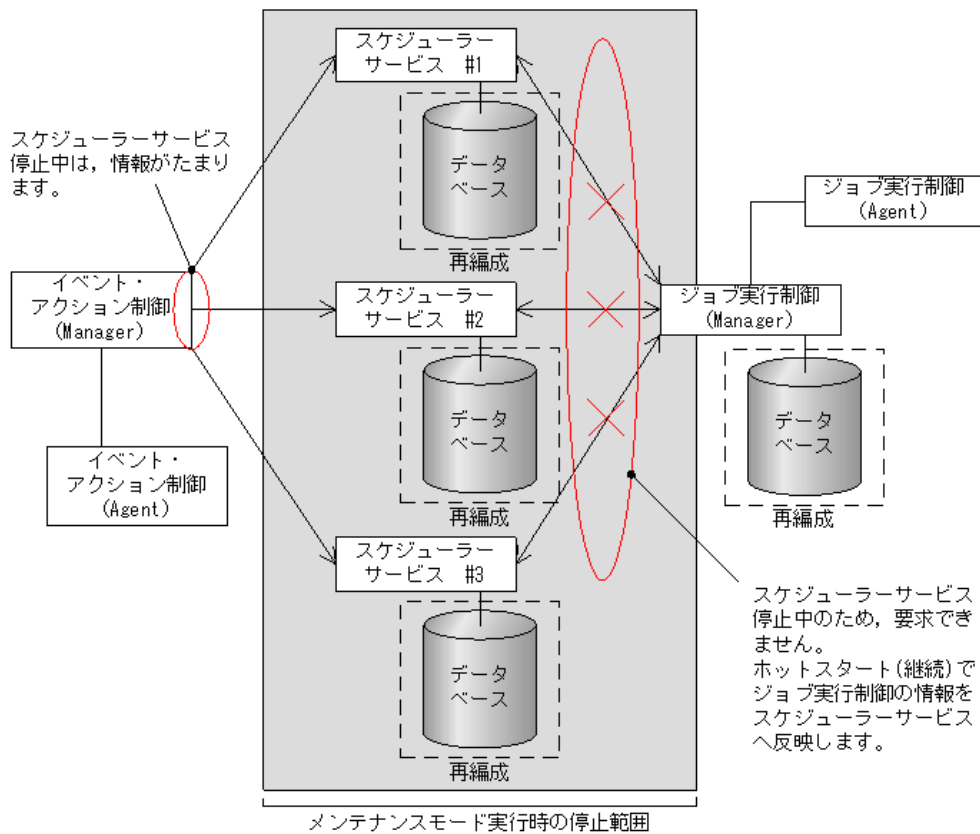 スケジューラー
サービス #1
データ
ベース
再編成
スケジューラーサービス
停止中は，情報がたまり
ます。
ジョブ実行制御
(Agent)
イベント・
アクション制御
(Manager)
スケジューラー
サービス #2
データ
ベース
再編成
ジョブ実行制御
(Manager)
データ
ベース
再編成
イベント・
アクション制御
(Agent)
スケジューラー
サービス #3
データ
ベース
再編成
スケジューラーサービス
停止中のため，要求でき
ません。
ホットスタート(継続)で
ジョブ実行制御の情報を
スケジューラーサービス
へ反映します。
メンテナンスモード実行時の停止範囲